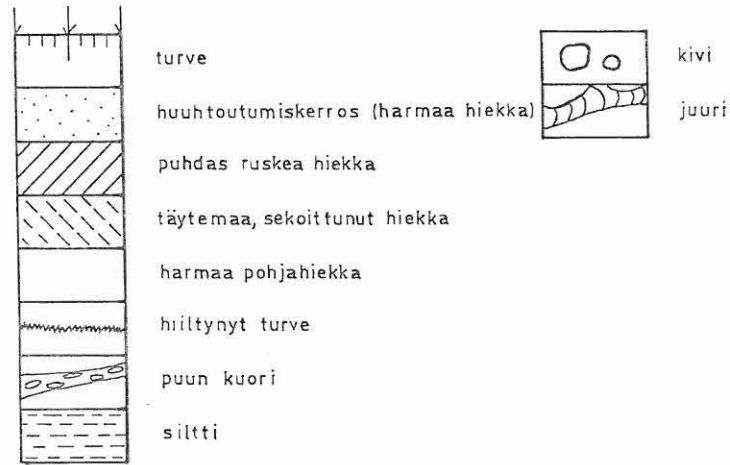 turve
huuhtoutumiskerros (harmaa hiekka)
puhdas ruskea hiekka
täytemaa, sekoittunut hiekka
harmaa pohjahiekka
hiiltynyt turve
puun kuori
siltti
kivi
juuri